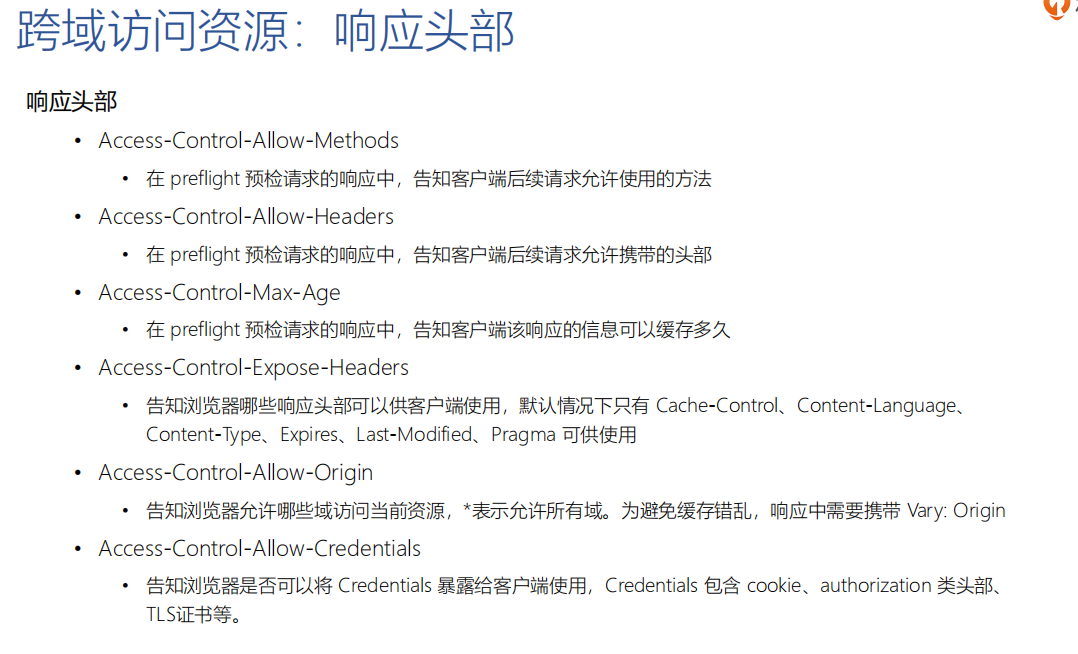 跨域访问资源：响应头部
响应头部
• Access-Control-Allow-Methods
• 在 preflight 预检请求的响应中，告知客户端后续请求允许使用的方法
• Access-Control-Allow-Headers
• 在 preflight 预检请求的响应中，告知客户端后续请求允许携带的头部
• Access-Control-Max-Age
• 在 preflight 预检请求的响应中，告知客户端该响应的信息可以缓存多久
• Access-Control-Expose-Headers
• 告知浏览器哪些响应头部可以供客户端使用，默认情况下只有 Cache-Control、Content-Language、
Content-Type、Expires、Last-Modified、Pragma 可供使用
• Access-Control-Allow-Origin
• 告知浏览器允许哪些域访问当前资源，*表示允许所有域。为避免缓存错乱，响应中需要携带 Vary: Origin
• Access-Control-Allow-Credentials
• 告知浏览器是否可以将 Credentials 暴露给客户端使用，Credentials 包含 cookie、authorization 类头部、
TLS证书等。